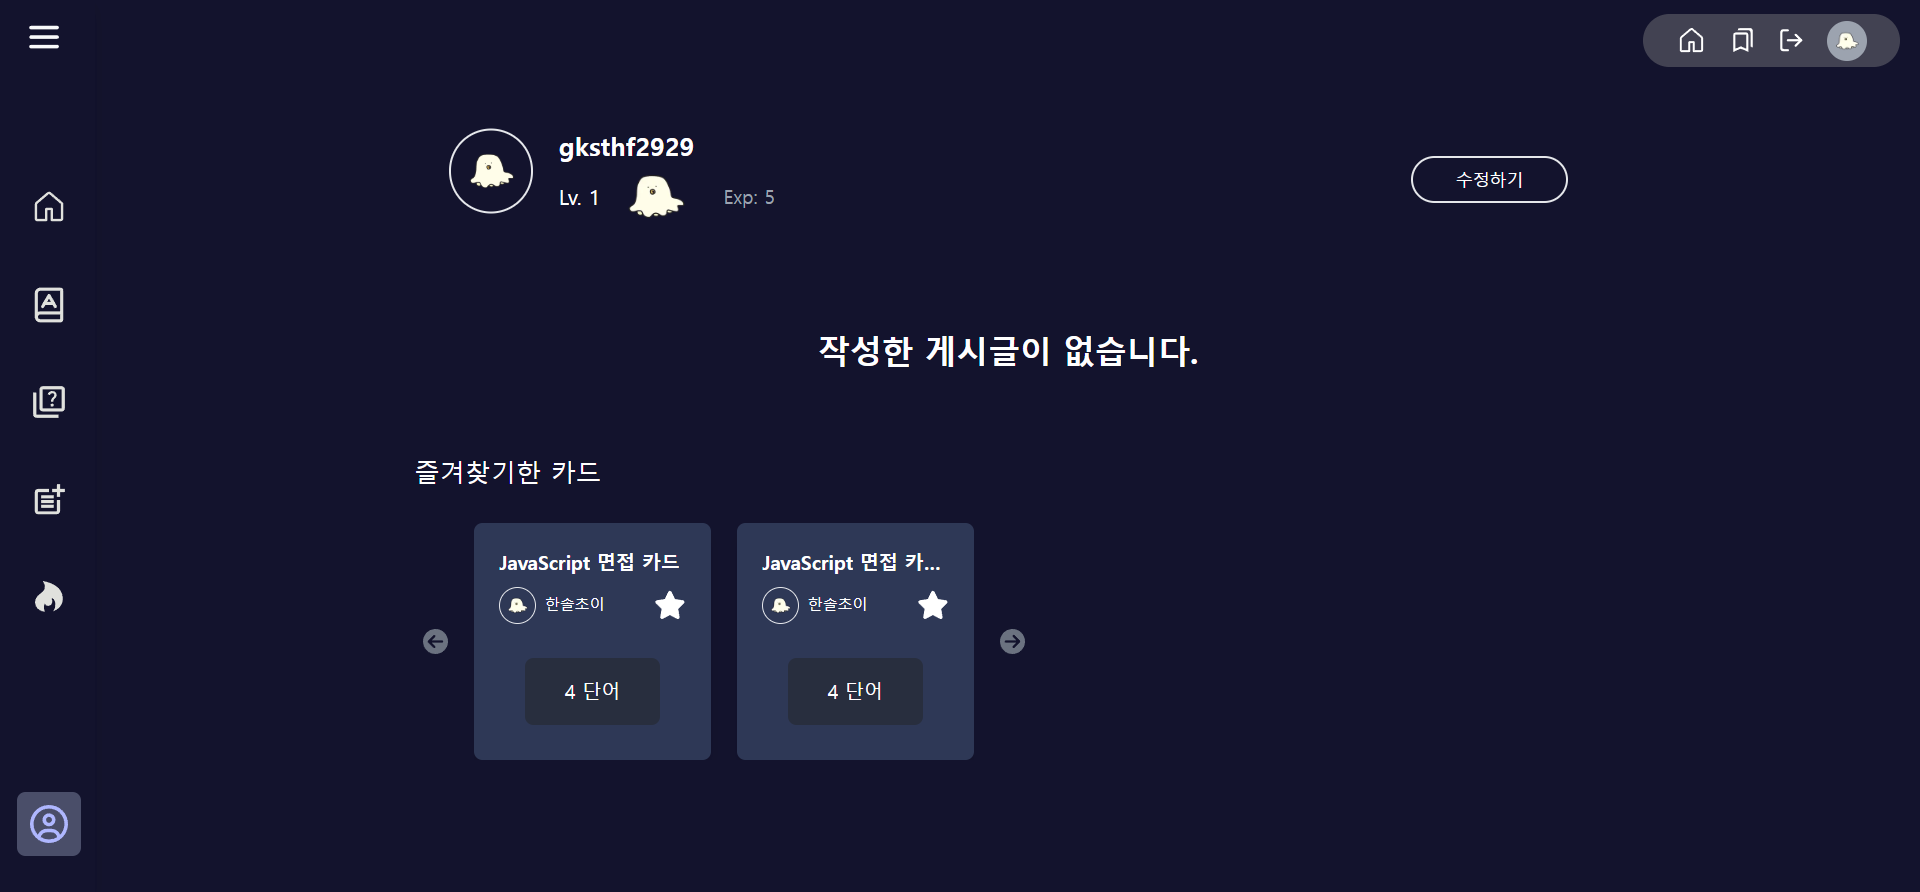 gksthf2929
Lv. 1
Exp: 5
수정하기
작성한 게시글이 없습니다.
즐겨찾기한 카드
JavaScript 면접 카드
한솔초이
4 단어
JavaScript 면접 카...
한솔초이
4 단어